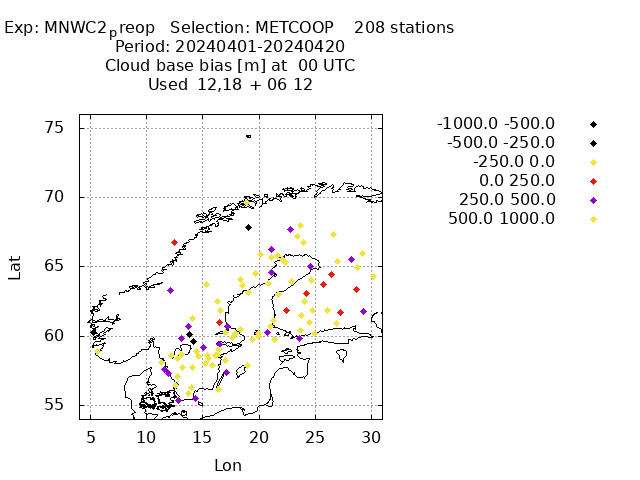 Exp: MNWC2preop Selection: METCOOP 208 stations
Period: 20240401-20240420
Cloud base bias [m] at 00 UTC
Used 12,18 + 06 12
-1000.0 -500.0
-500.0 -250.0
-250.0 0.0
0.0 250.0
250.0 500.0
500.0 1000.0
75
70
65
60
55
Lat
5 10 15 20 25 30
Lon